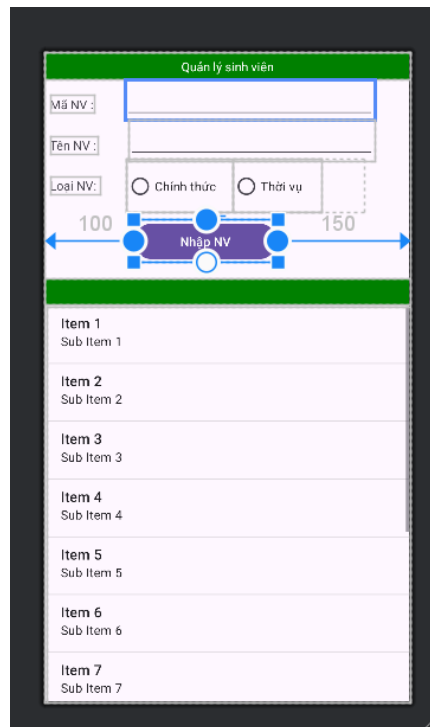 Quản lý sinh viên
Mã NV :
Tên NV :
Loại NV: Chính thức Thời vụ
100 150
Nhập NV
Item 1
Sub Item 1
Item 2
Sub Item 2
Item 3
Sub Item 3
Item 4
Sub Item 4
Item 5
Sub Item 5
Item 6
Sub Item 6
Item 7
Sub Item 7